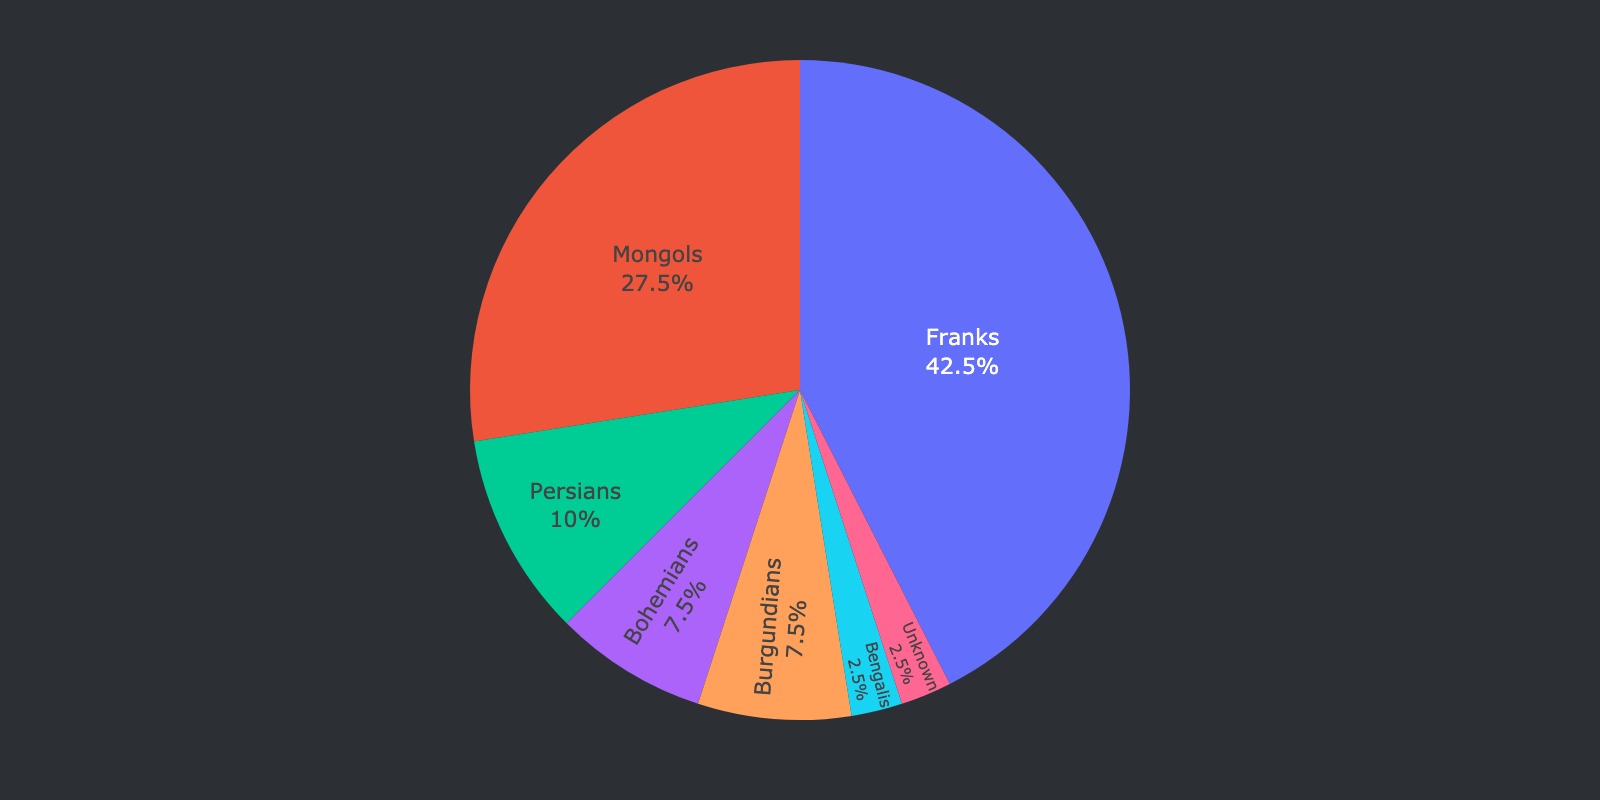 Mongols
27.5%
Franks
42.5%
Persians
10%
Bohemians
7.5%
Burgundians
7.5%
Bengalis
2.5%
Unknown
2.5%